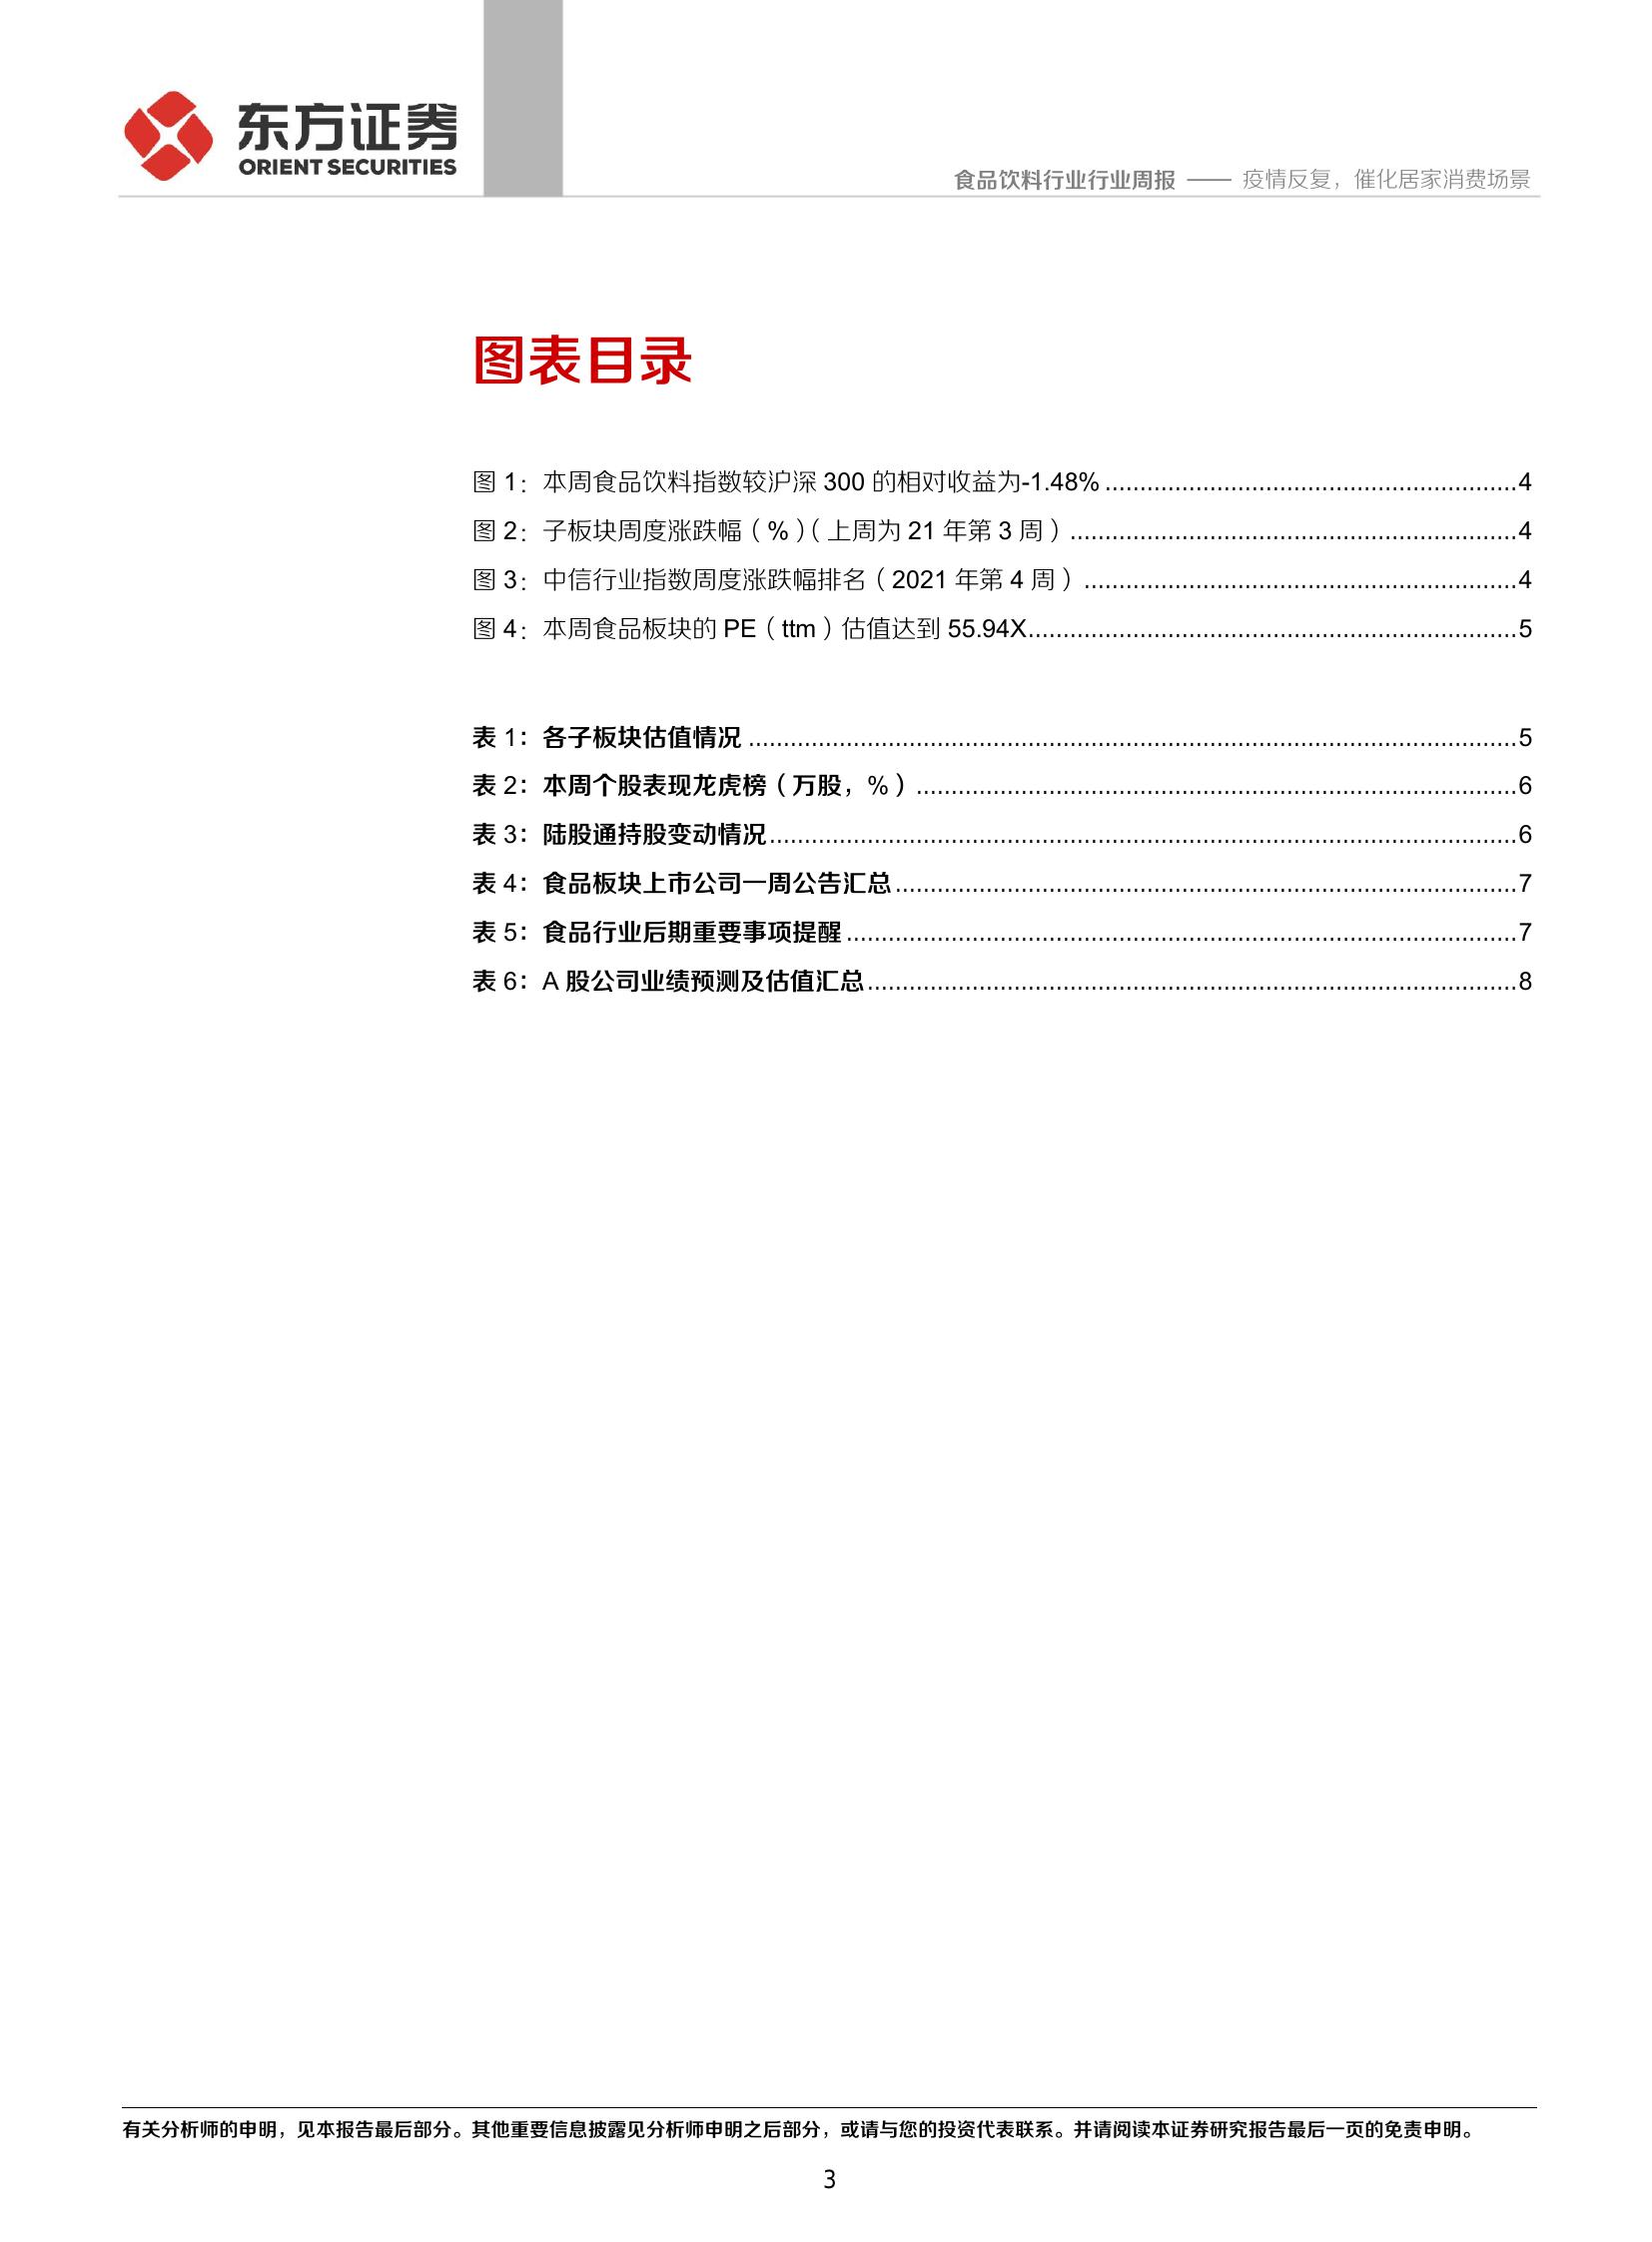 东方证券
ORIENT SECURITIES
食品饮料行业行业周报 —— 疫情反复，催化居家消费场景
图表目录
图 1：本周食品饮料指数较沪深 300 的相对收益为-1.48% ...........................................................4
图 2：子板块周度涨跌幅（%）（上周为 21 年第 3 周）................................................................4
图 3：中信行业指数周度涨跌幅排名（2021 年第 4 周）..............................................................4
图 4：本周食品板块的 PE（ttm）估值达到 55.94X......................................................................5
表 1：各子板块估值情况 ..............................................................................................................5
表 2：本周个股表现龙虎榜（万股，%）......................................................................................6
表 3：陆股通持股变动情况...........................................................................................................6
表 4：食品板块上市公司一周公告汇总.........................................................................................7
表 5：食品行业后期重要事项提醒 ................................................................................................7
表 6：A 股公司业绩预测及估值汇总.............................................................................................8
有关分析师的申明，见本报告最后部分。其他重要信息披露见分析师申明之后部分，或请与您的投资代表联系。并请阅读本证券研究报告最后一页的免责申明。
3